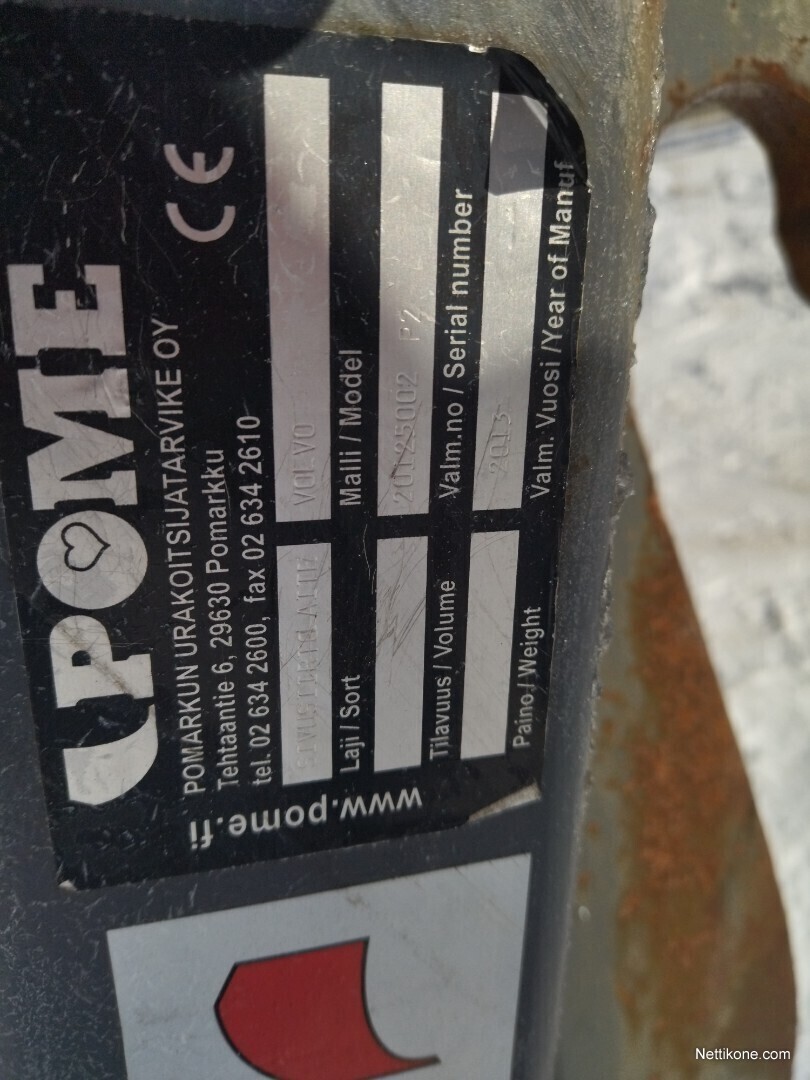 POME
POMARKUN URAKOITSIJATARVIKE OY
Tehtaantie 6, 29630 Pomarkku
tel. 02 634 2600, fax 02 634 2610
CE
VOLVO
Laji / Sort
Malli / Model
20125002 P2
Tilavuus / Volume
Valm.no / Serial number
2013
Paino / Weight
Valm. Vuosi /Year of Manuf
www.pome.fi
Nettikone.com